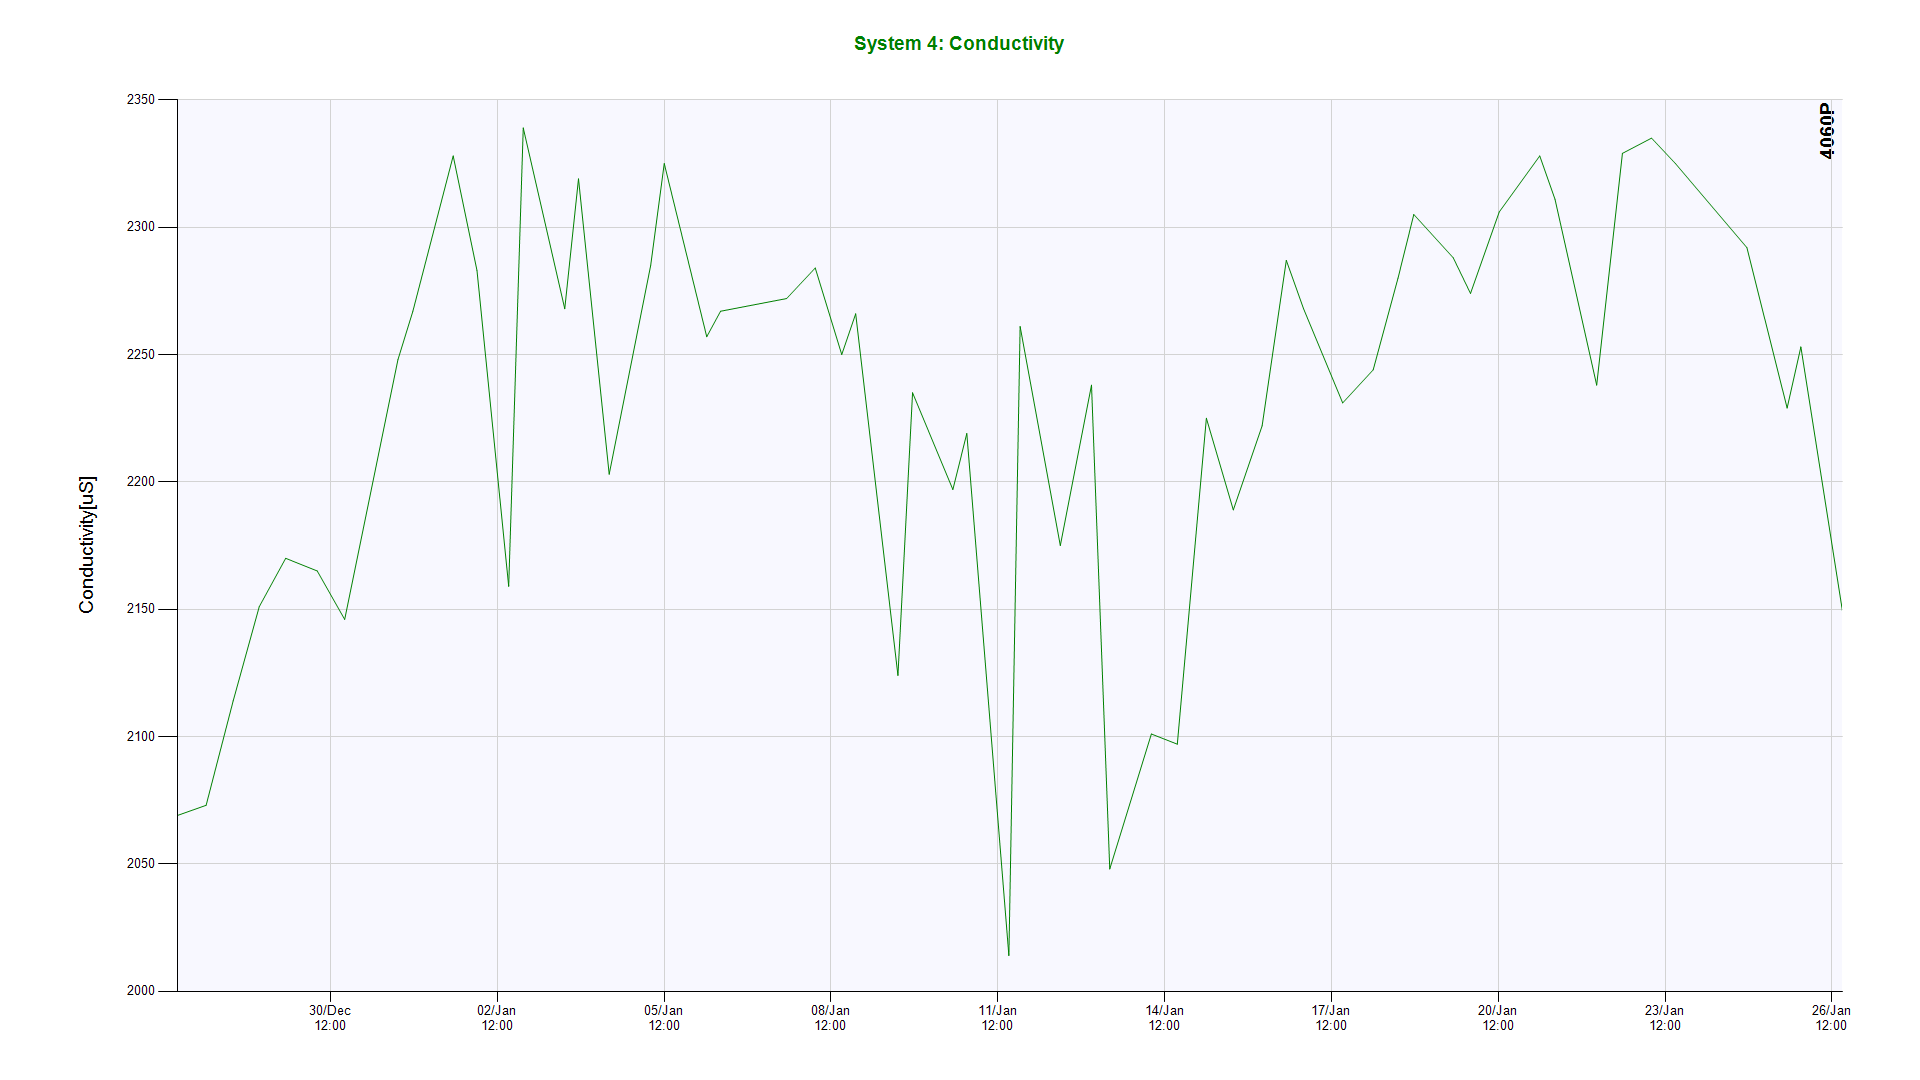 System 4: Conductivity
4060P
Conductivity[uS]
2350
2300
2250
2200
2150
2100
2050
2000
30/Dec 02/Jan 05/Jan 08/Jan 11/Jan 14/Jan 17/Jan 20/Jan 23/Jan 26/Jan
12:00 12:00 12:00 12:00 12:00 12:00 12:00 12:00 12:00 12:00